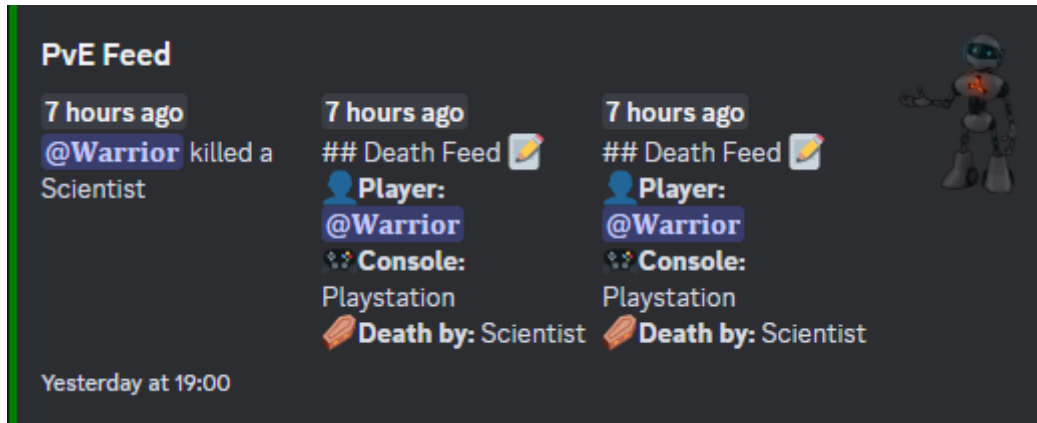 PvE Feed
7 hours ago
@Warrior killed a
Scientist
7 hours ago
## Death Feed 📝
👤Player:
@Warrior
🎮Console:
Playstation
⚰️Death by: Scientist
7 hours ago
## Death Feed 📝
👤Player:
@Warrior
🎮Console:
Playstation
⚰️Death by: Scientist
Yesterday at 19:00